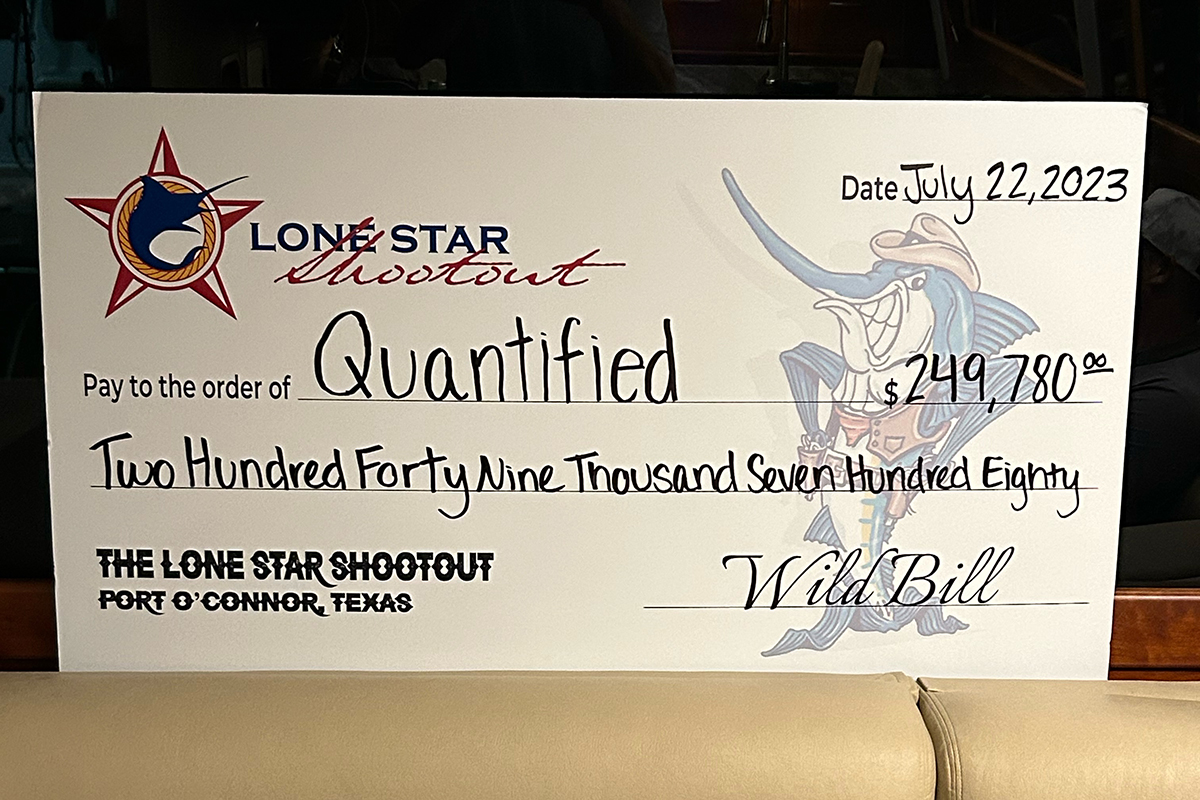 Date July 22, 2023
LONE STAR
Shootout
Pay to the order of Quantified $249,780 00
Two Hundred Forty Nine Thousand Seven Hundred Eighty
THE LONE STAR SHOOTOUT
PORT O'CONNOR, TEXAS
Wild Bill